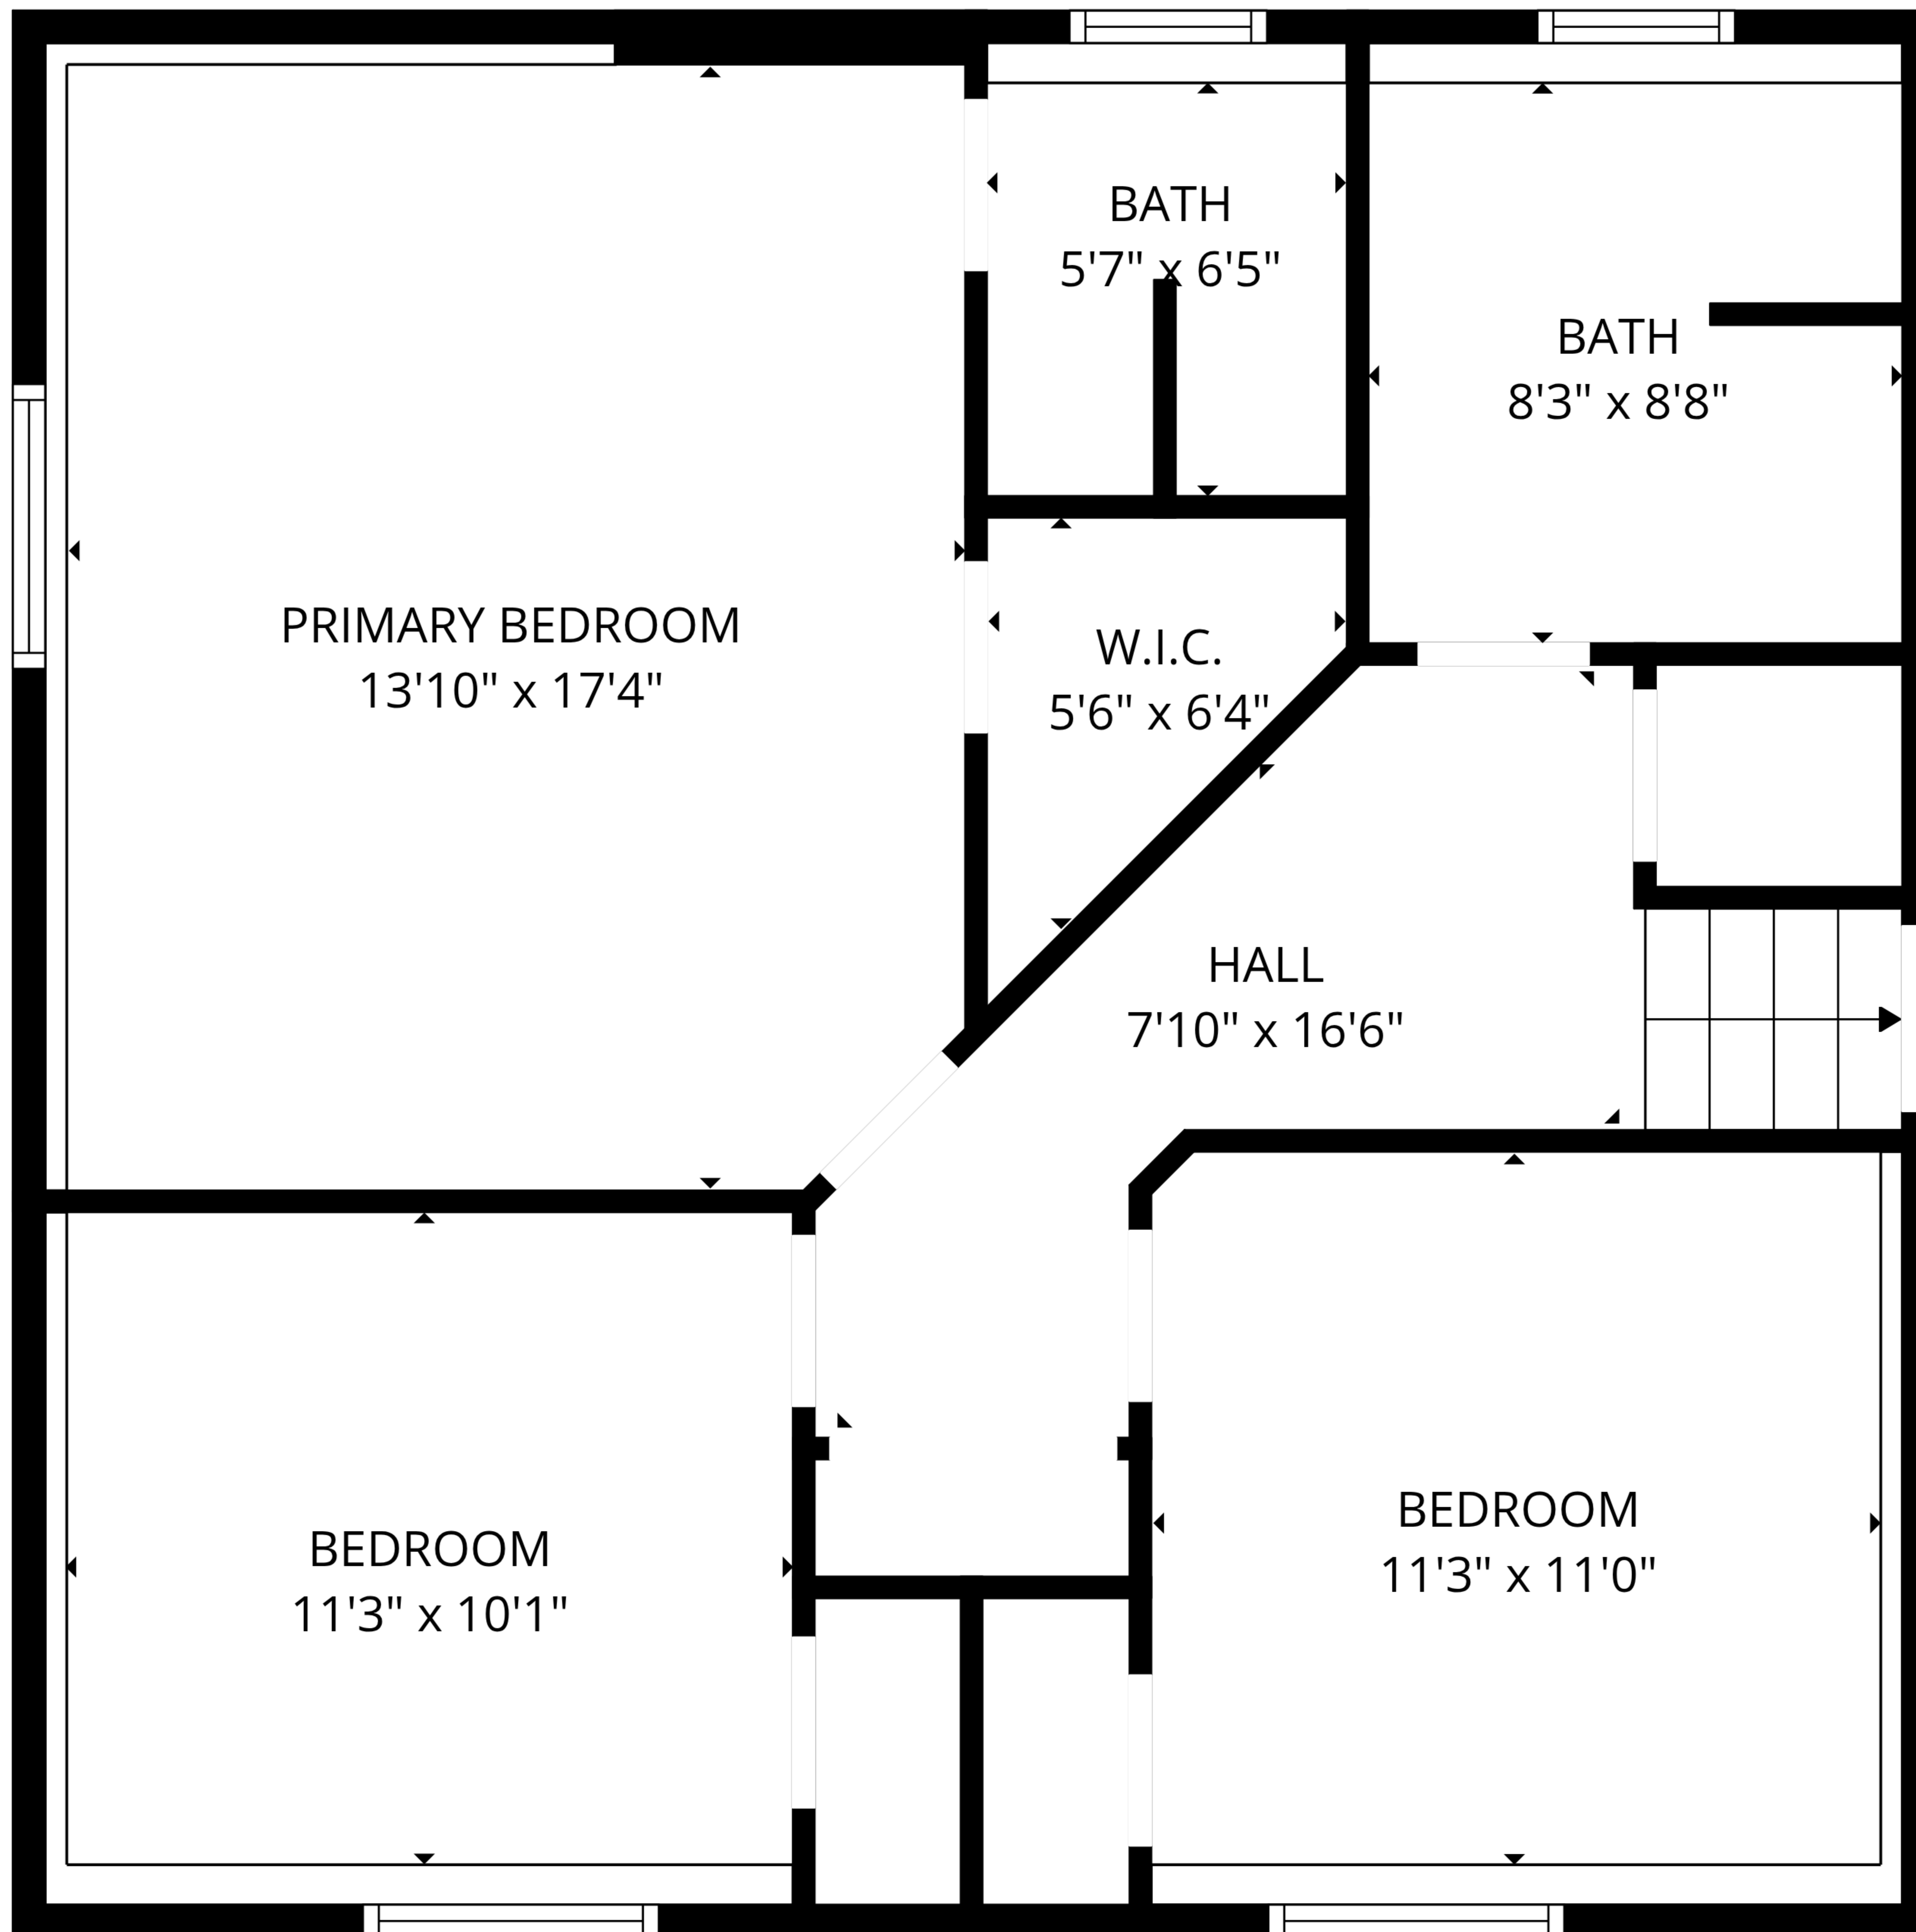 BATH
5'7" x 6'5"
BATH
8'3" x 8'8"
PRIMARY BEDROOM
13'10" x 17'4"
W.I.C.
5'6" x 6'4"
HALL
7'10" x 16'6"
BEDROOM
11'3" x 10'1"
BEDROOM
11'3" x 11'0"